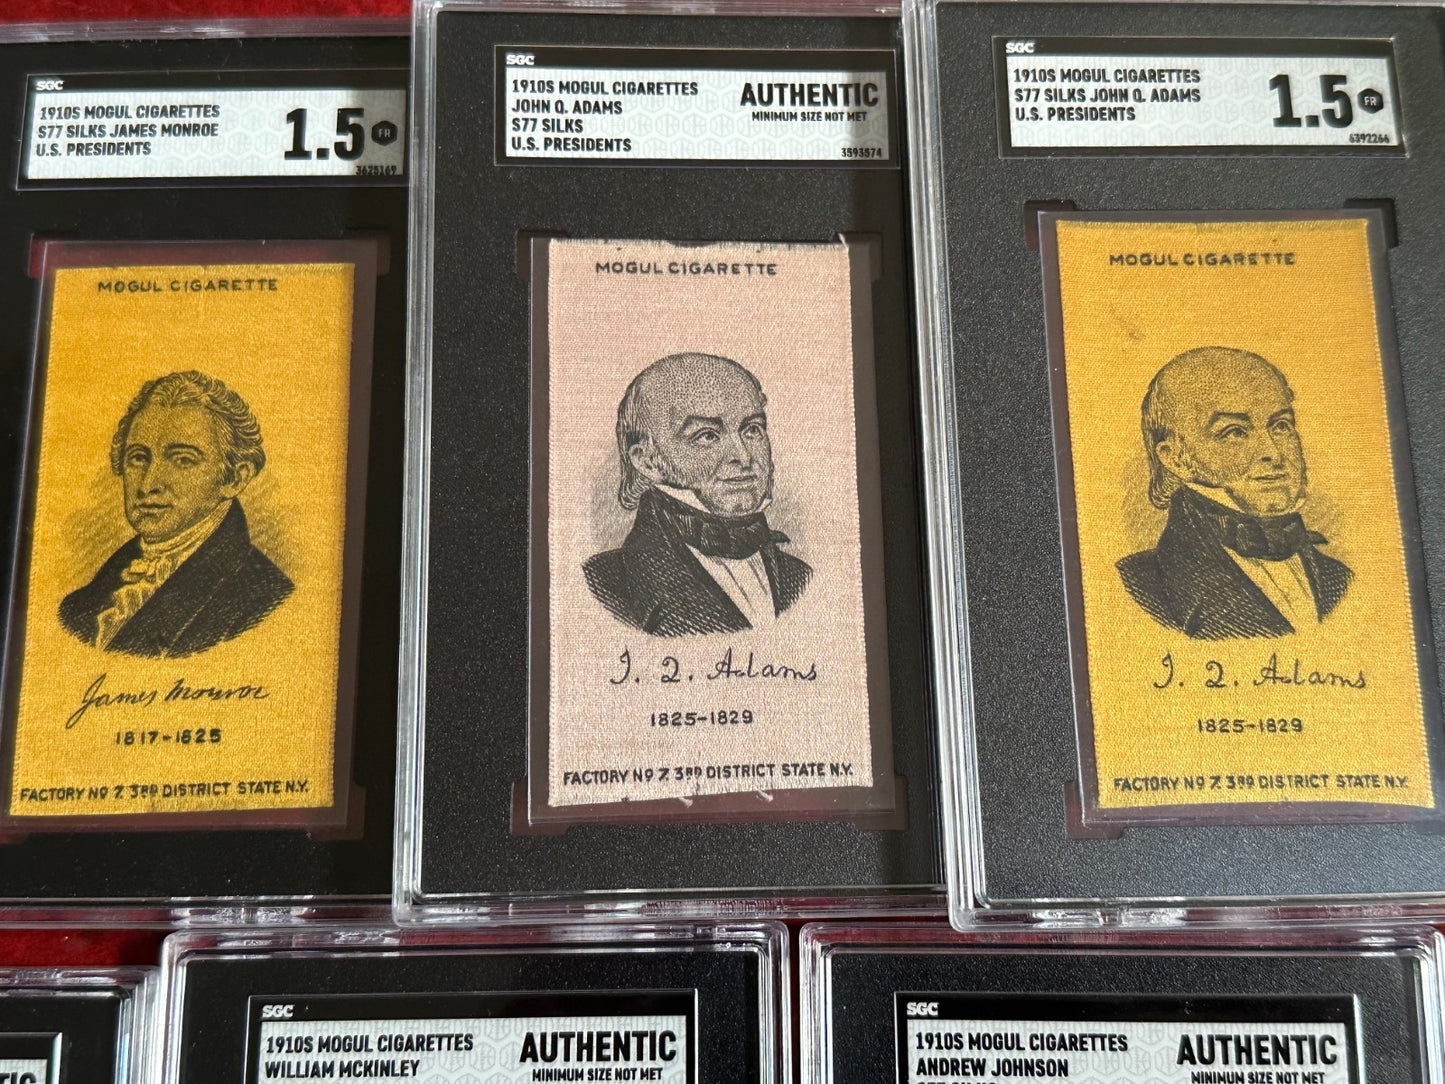 SGC
1910S MOGUL CIGARETTES
S77 SILKS JAMES MONROE
U.S. PRESIDENTS
1.5 FR
3625169
MOGUL CIGARETTE
James Monroe
1817-1825
FACTORY Nº 7 3RD DISTRICT STATE N.Y.
SGC
1910S MOGUL CIGARETTES
JOHN Q. ADAMS
S77 SILKS
U.S. PRESIDENTS
AUTHENTIC
MINIMUM SIZE NOT MET
3593574
MOGUL CIGARETTE
J. Q. Adams
1825-1829
FACTORY Nº 7 3RD DISTRICT STATE N.Y.
SGC
1910S MOGUL CIGARETTES
S77 SILKS JOHN Q. ADAMS
U.S. PRESIDENTS
1.5 FR
6392266
MOGUL CIGARETTE
J. Q. Adams
1825-1829
FACTORY Nº 7 3RD DISTRICT STATE N.Y.
SGC
1910S MOGUL CIGARETTES
WILLIAM MCKINLEY
AUTHENTIC
MINIMUM SIZE NOT MET
SGC
1910S MOGUL CIGARETTES
ANDREW JOHNSON
AUTHENTIC
MINIMUM SIZE NOT MET